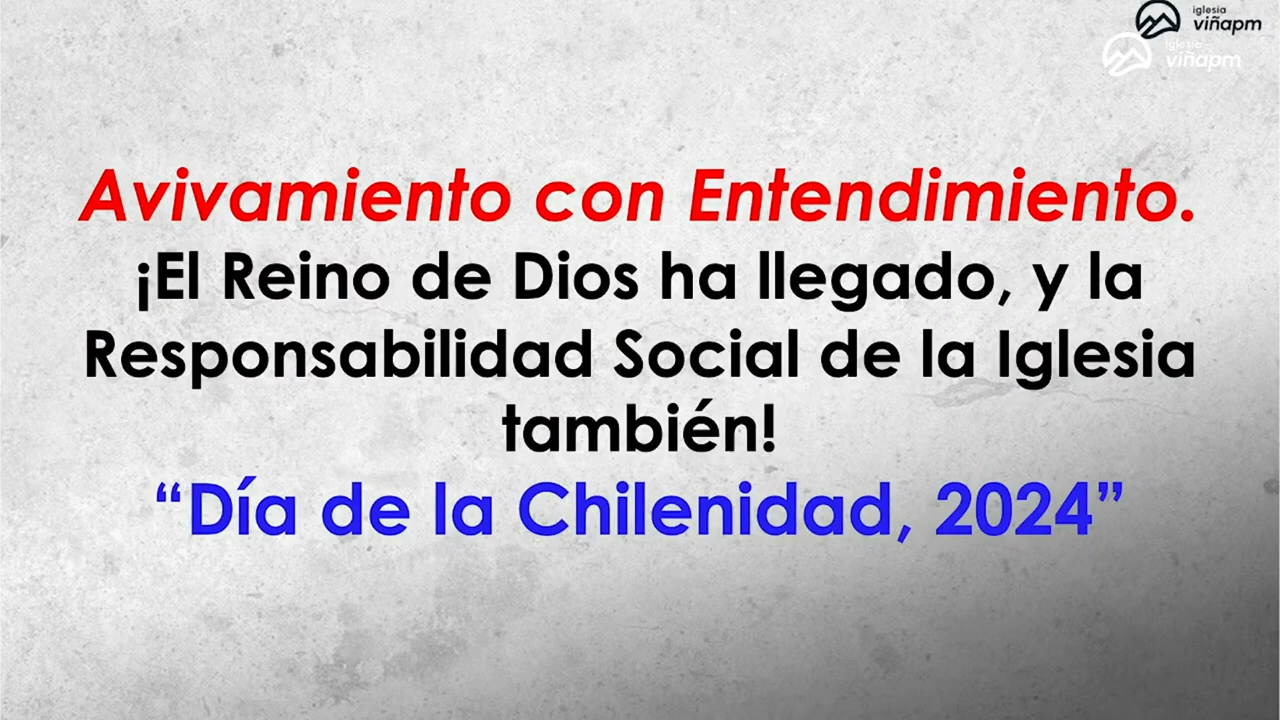 iglesia
viñapm
iglesia
viñapm
Avivamiento con Entendimiento.
¡El Reino de Dios ha llegado, y la
Responsabilidad Social de la Iglesia
también!
“Día de la Chilenidad, 2024”